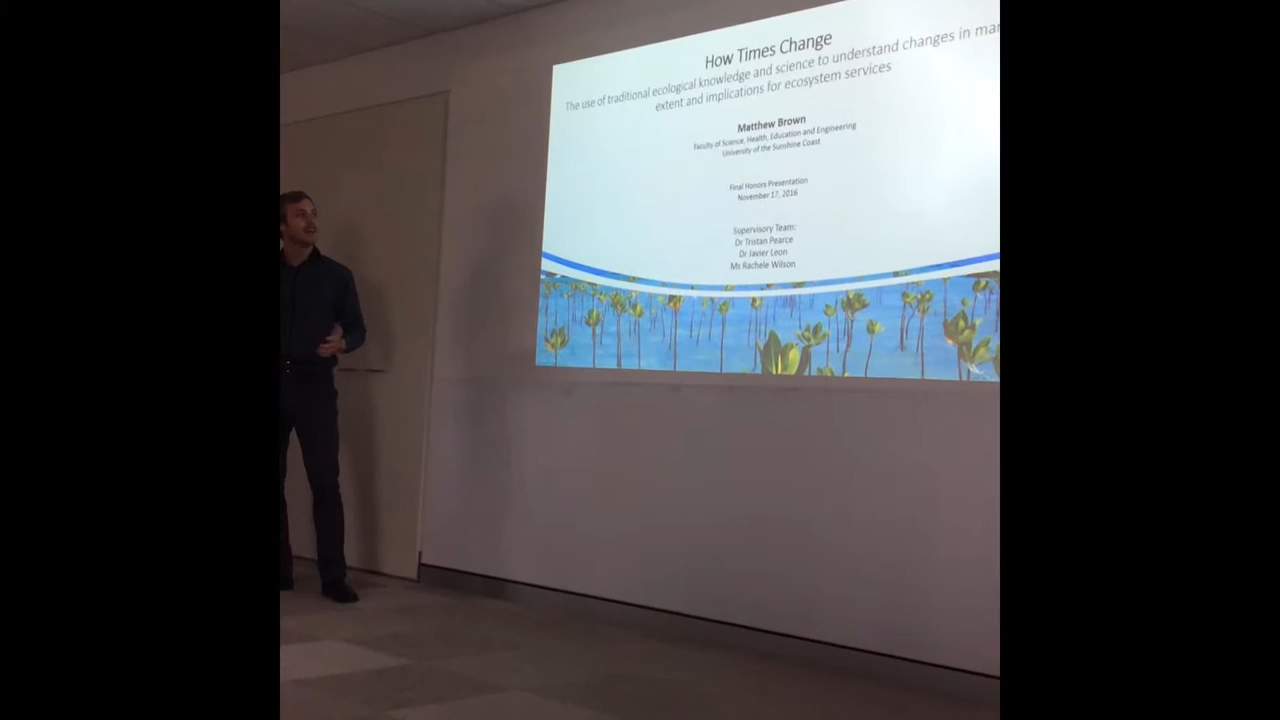 How Times Change
The use of traditional ecological knowledge and science to understand changes in
extent and implications for ecosystem services
Matthew Brown
Faculty of Science, Health, Education and Engineering
University of the Sunshine Coast
Final Honors Presentation
November 17, 2016
Supervisory Team:
Dr Tristan Pearce
Dr Javier Leon
Ms Rachele Wilson